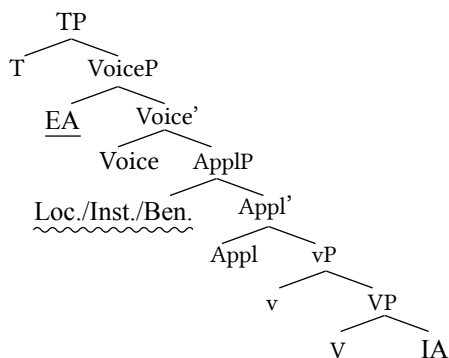 TP
T VoiceP
EA Voice’
Voice ApplP
Loc./Inst./Ben. Appl’
Appl vP
v VP
V IA